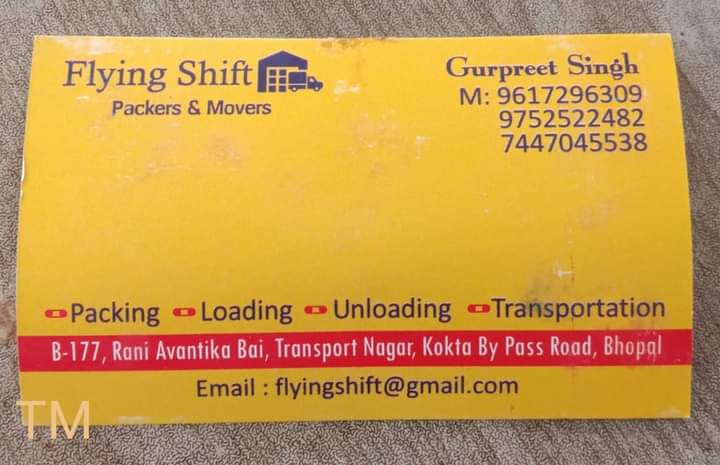 Flying Shift
Packers & Movers
Gurpreet Singh
M: 9617296309
9752522482
7447045538
Packing Loading Unloading Transportation
B-177, Rani Avantika Bai, Transport Nagar, Kokta By Pass Road, Bhopal
Email : flyingshift@gmail.com
TM